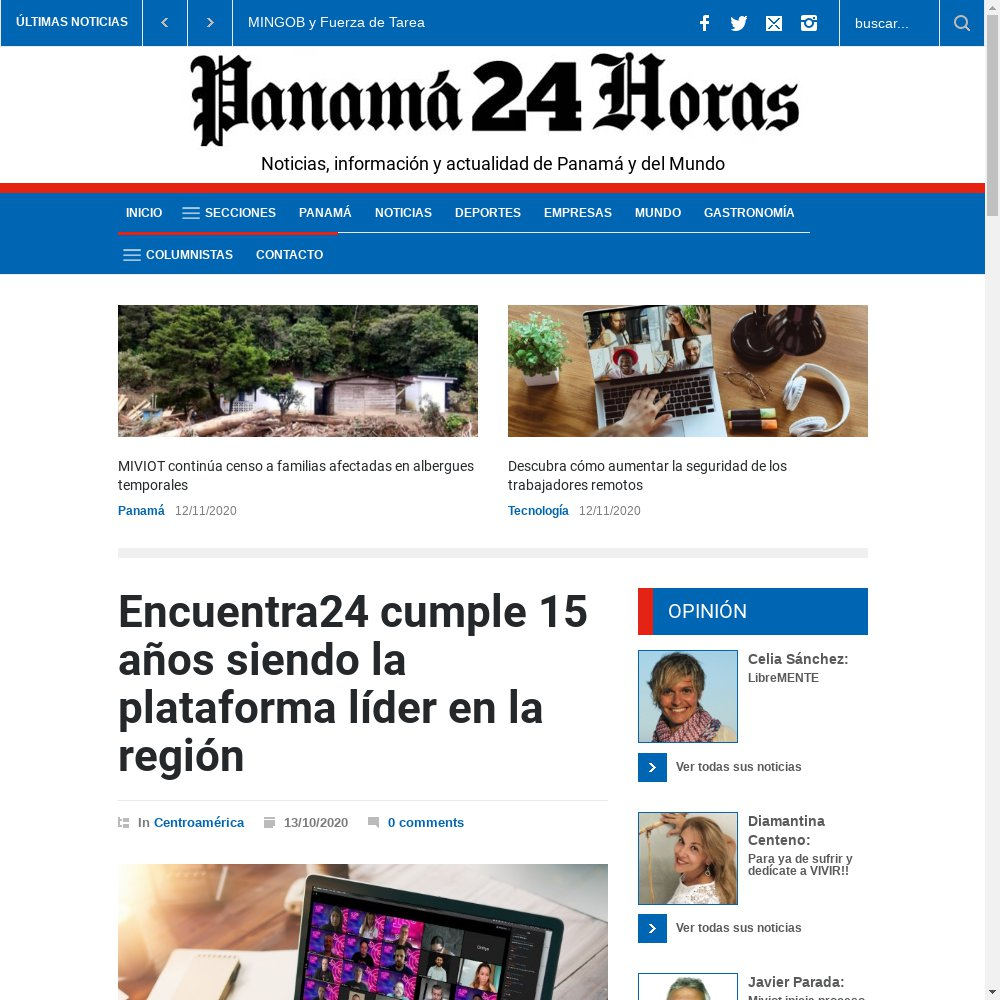 ÚLTIMAS NOTICIAS
MINGOB y Fuerza de Tarea
buscar...
Panamá 24 Horas
Noticias, información y actualidad de Panamá y del Mundo
INICIO SECCIONES PANAMÁ NOTICIAS DEPORTES EMPRESAS MUNDO GASTRONOMÍA
COLUMNISTAS CONTACTO
MIVIOT continúa censo a familias afectadas en albergues
temporales
Panamá 12/11/2020
Descubra cómo aumentar la seguridad de los
trabajadores remotos
Tecnología 12/11/2020
Encuentra24 cumple 15
años siendo la
plataforma líder en la
región
In Centroamérica 13/10/2020 0 comments
OPINIÓN
Celia Sánchez:
LibreMENTE
Ver todas sus noticias
Diamantina
Centeno:
Para ya de sufrir y
dedícate a VIVIR!!
Ver todas sus noticias
Javier Parada:
Miviot inicia proceso